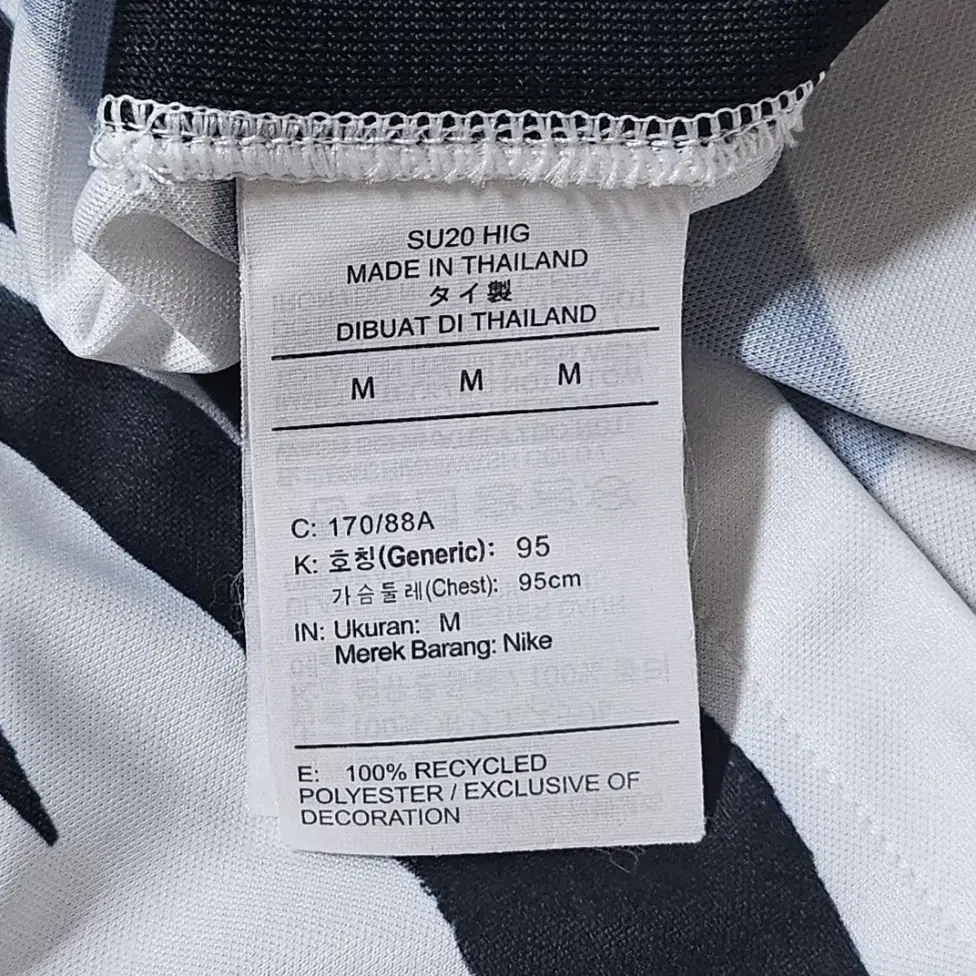 SU20 HIG
MADE IN THAILAND
タイ製
DIBUAT DI THAILAND
M M M
C: 170/88A
K: 호칭(Generic): 95
가슴둘레(Chest): 95cm
IN: Ukuran: M
Merek Barang: Nike
E: 100% RECYCLED
POLYESTER / EXCLUSIVE OF
DECORATION